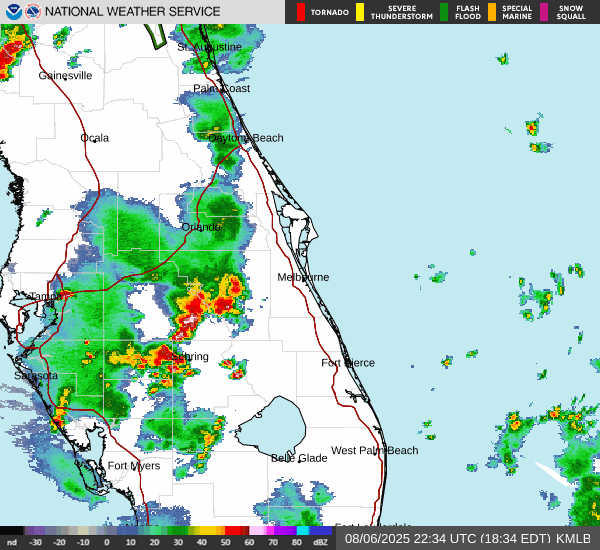 NATIONAL WEATHER SERVICE
TORNADO
SEVERE THUNDERSTORM
FLASH FLOOD
SPECIAL MARINE
SNOW SQUALL
St. Augustine
Gainesville
Palm Coast
Ocala
Daytona Beach
Orlando
Melbourne
Tampa
Sebring
Fort Pierce
Sarasota
West Palm Beach
Belle Glade
Fort Myers
Fort Lauderdale
nd -30 -20 -10 0 10 20 30 40 50 60 70 80 dBZ
08/06/2025 22:34 UTC (18:34 EDT) KMLB